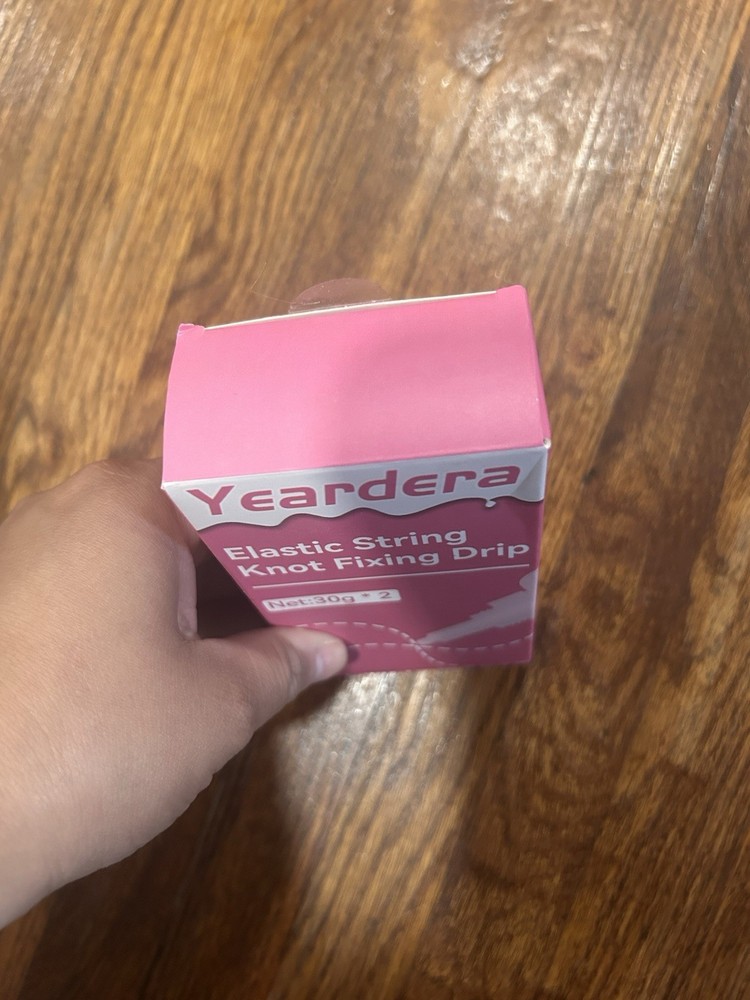 Yeardera
Elastic String
Knot Fixing Drip
Net:30g * 2